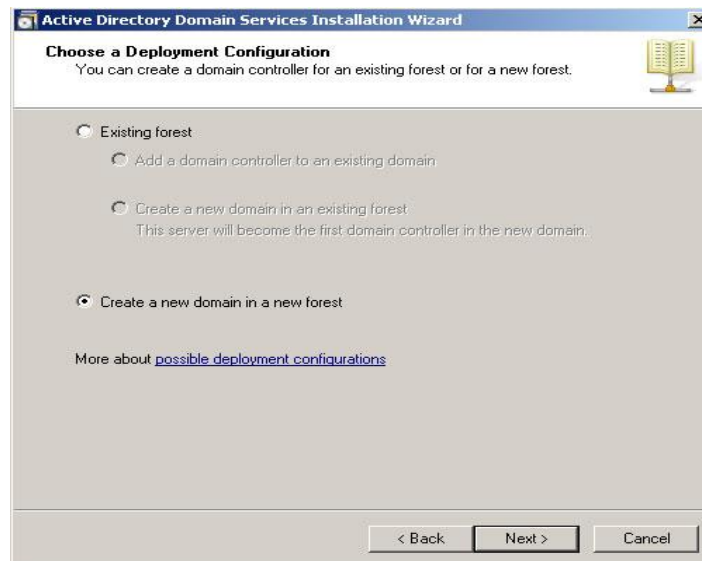 Active Directory Domain Services Installation Wizard
Choose a Deployment Configuration
You can create a domain controller for an existing forest or for a new forest.
Existing forest
Add a domain controller to an existing domain
Create a new domain in an existing forest
This server will become the first domain controller in the new domain.
Create a new domain in a new forest
More about possible deployment configurations
< Back Next > Cancel